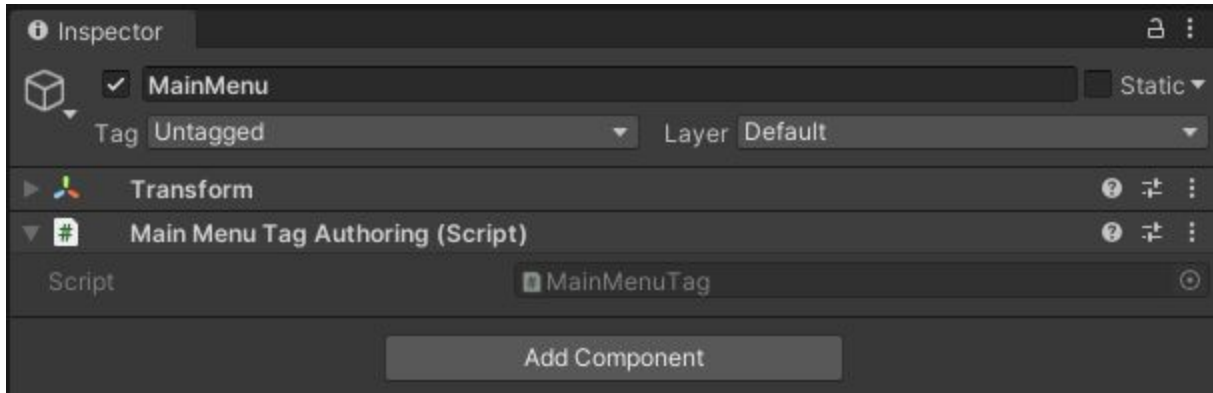 Inspector
MainMenu Static
Tag Untagged Layer Default
Transform
# Main Menu Tag Authoring (Script)
Script # MainMenuTag
Add Component